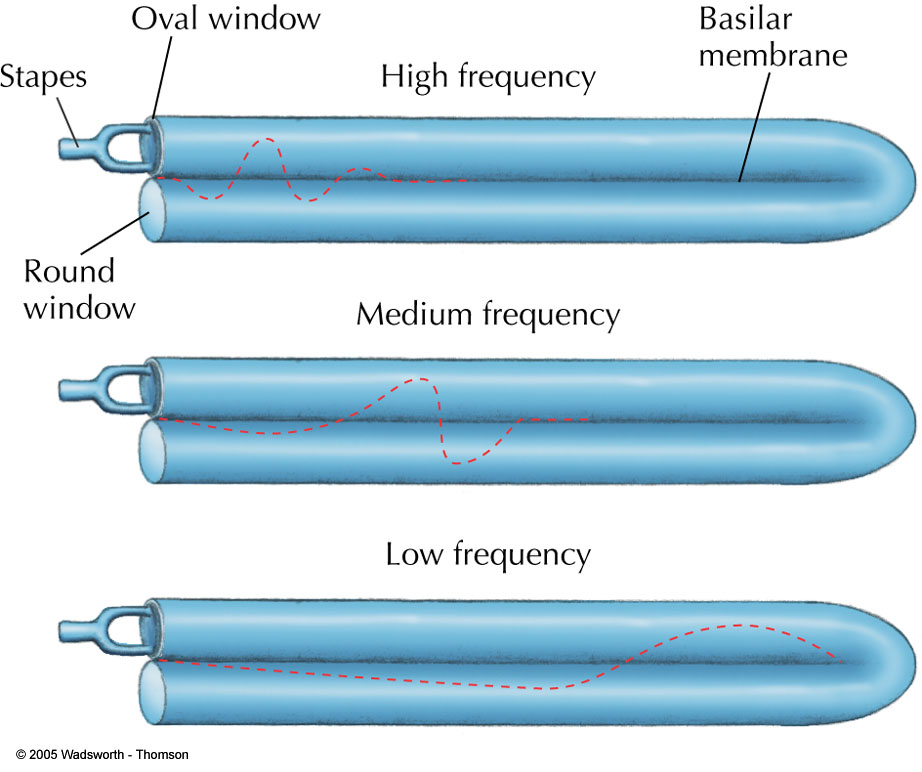 Oval window
Basilar
membrane
Stapes
High frequency
Round
window
Medium frequency
Low frequency
© 2005 Wadsworth - Thomson